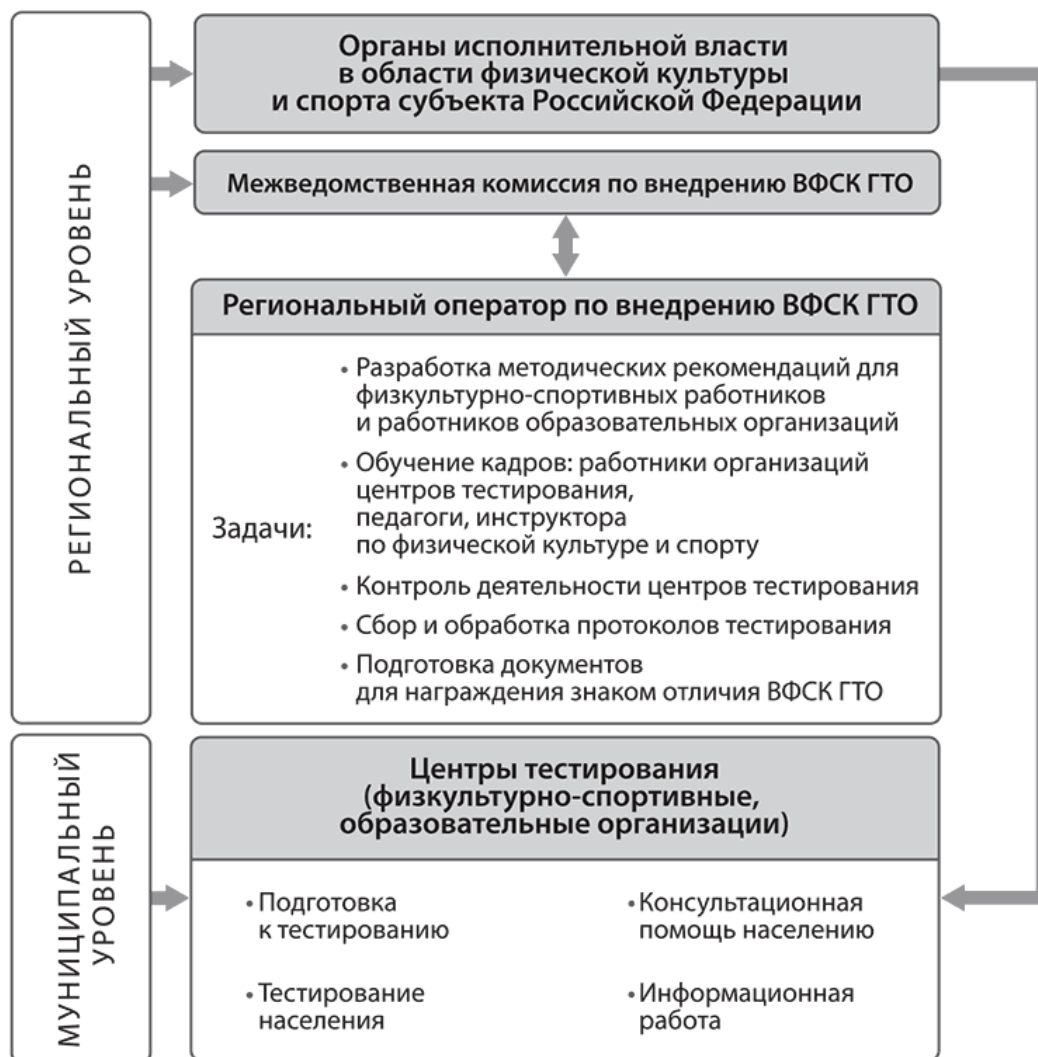 РЕГИОНАЛЬНЫЙ УРОВЕНЬ
Органы исполнительной власти
в области физической культуры
и спорта субъекта Российской Федерации
Межведомственная комиссия по внедрению ВФСК ГТО
Региональный оператор по внедрению ВФСК ГТО
Задачи:
• Разработка методических рекомендаций для
физкультурно-спортивных работников
и работников образовательных организаций
• Обучение кадров: работники организаций
центров тестирования,
педагоги, инструктора
по физической культуре и спорту
• Контроль деятельности центров тестирования
• Сбор и обработка протоколов тестирования
• Подготовка документов
для награждения знаком отличия ВФСК ГТО
МУНИЦИПАЛЬНЫЙ
УРОВЕНЬ
Центры тестирования
(физкультурно-спортивные,
образовательные организации)
• Подготовка
к тестированию
• Тестирование
населения
• Консультационная
помощь населению
• Информационная
работа